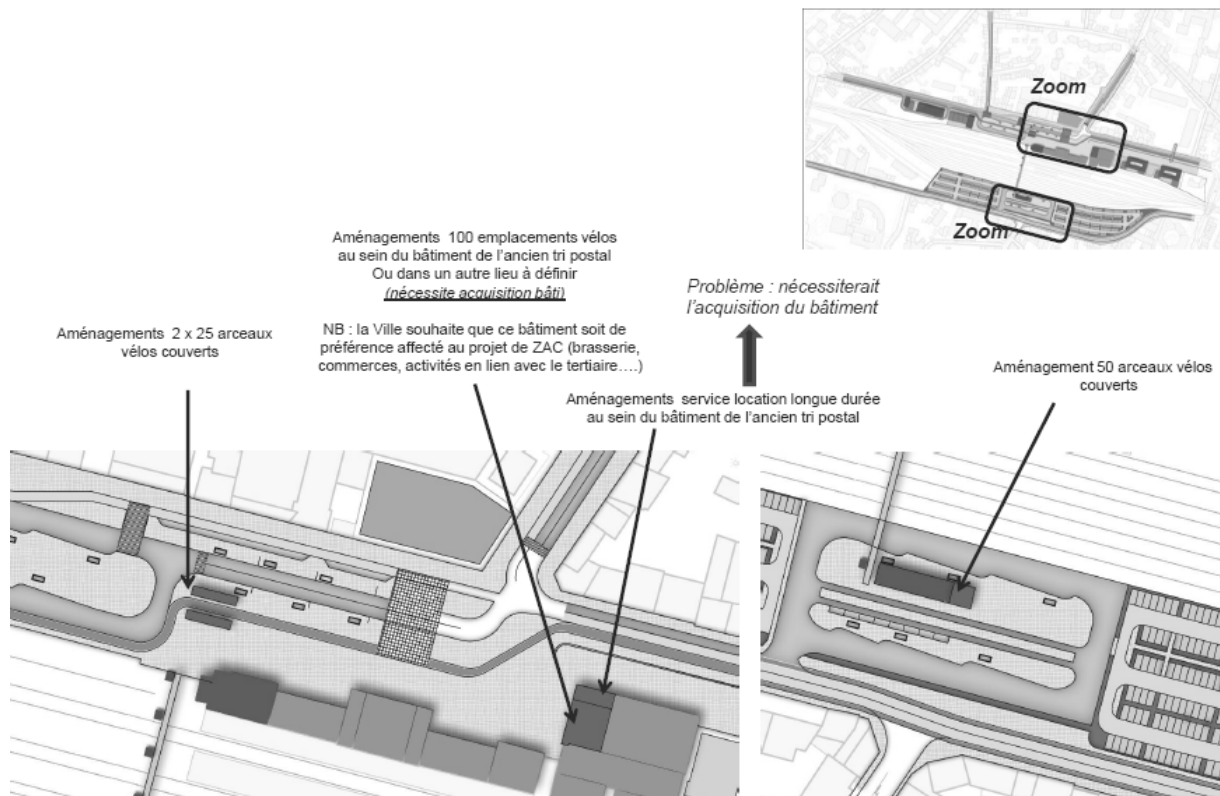 Zoom
Zoom
Aménagements 100 emplacements vélos
au sein du bâtiment de l'ancien tri postal
Ou dans un autre lieu à définir
(nécessite acquisition bâti)
NB : la Ville souhaite que ce bâtiment soit de
préférence affecté au projet de ZAC (brasserie,
commerces, activités en lien avec le tertiaire….)
Problème : nécessiterait
l'acquisition du bâtiment
Aménagements 2 x 25 arceaux
vélos couverts
Aménagements service location longue durée
au sein du bâtiment de l'ancien tri postal
Aménagement 50 arceaux vélos
couverts